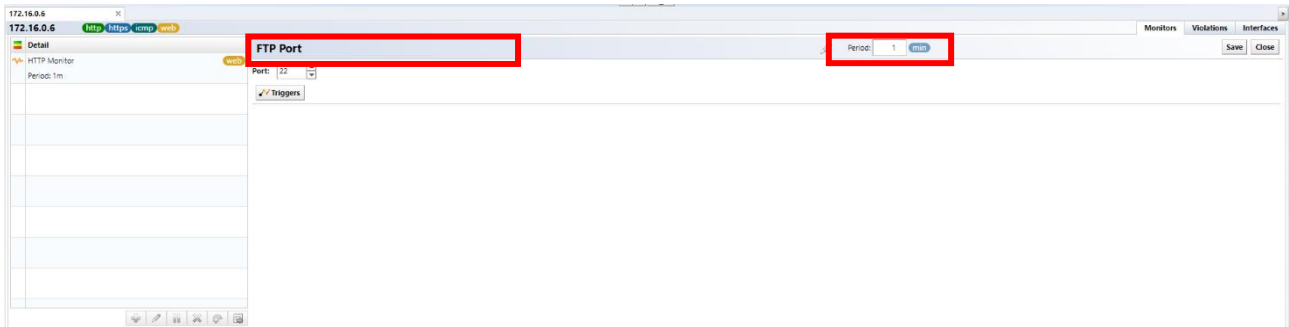 172.16.0.6
172.16.0.6 http https icmp web Monitors Violations Interfaces
Detail
FTP Port Period: 1 min Save Close
HTTP Monitor web
Period: 1m
Port: 22
Triggers